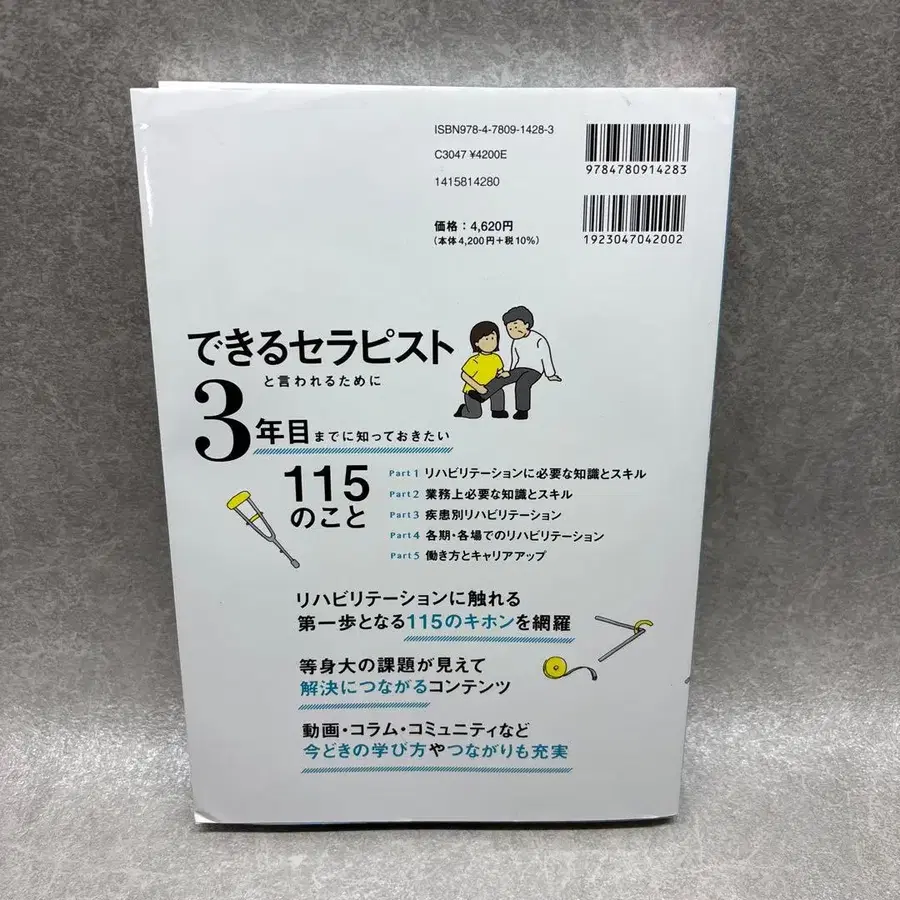 ISBN978-4-7809-1428-3
C3047 ¥4200E
1415814280
9784780914283
価格：4,620円
（本体4,200円＋税10%）
1923047042002
できるセラピスト
と言われるために
3年目までに知っておきたい
115
のこと
Part 1 リハビリテーションに必要な知識とスキル
Part 2 業務上必要な知識とスキル
Part 3 疾患別リハビリテーション
Part 4 各期・各場でのリハビリテーション
Part 5 働き方とキャリアアップ
リハビリテーションに触れる
第一歩となる115のキホンを網羅
等身大の課題が見えて
解決につながるコンテンツ
動画・コラム・コミュニティなど
今どきの学び方やつながりも充実